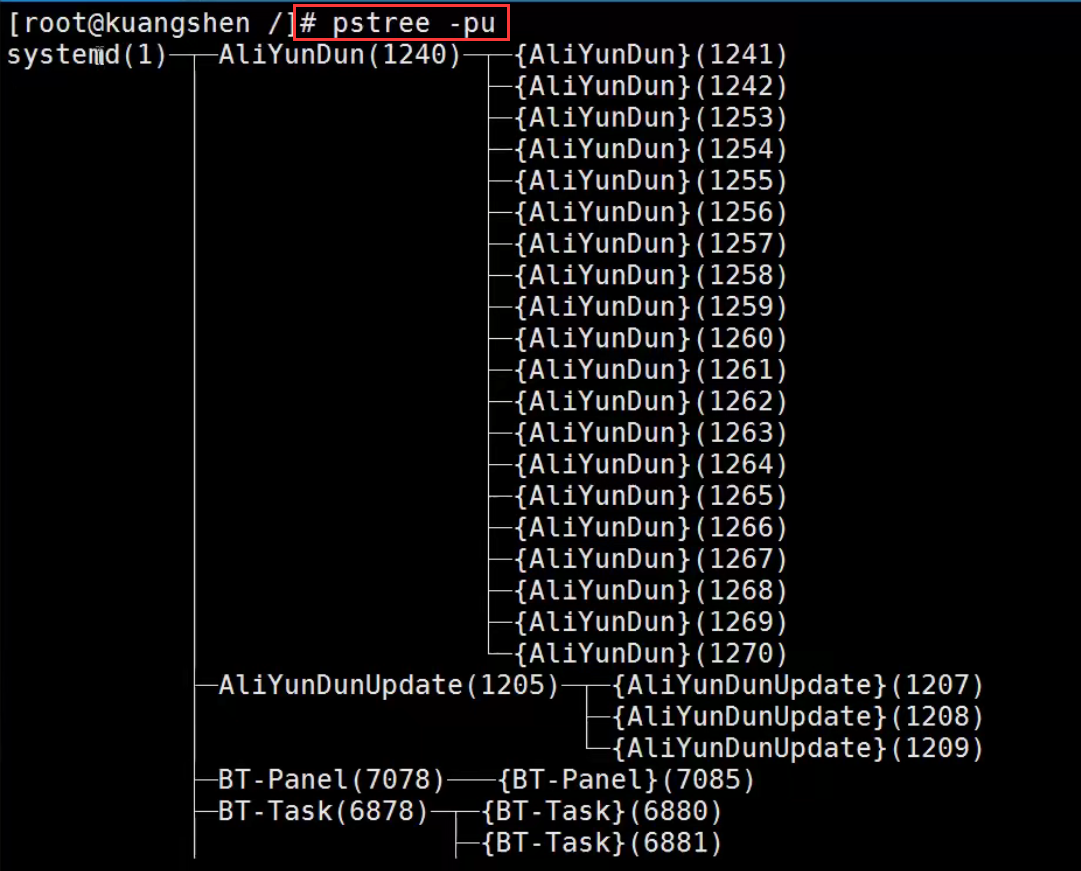 [root@kuangshen /]# pstree -pu
systemd(1)─┬─AliYunDun(1240)─┬─{AliYunDun}(1241)
├─{AliYunDun}(1242)
├─{AliYunDun}(1253)
├─{AliYunDun}(1254)
├─{AliYunDun}(1255)
├─{AliYunDun}(1256)
├─{AliYunDun}(1257)
├─{AliYunDun}(1258)
├─{AliYunDun}(1259)
├─{AliYunDun}(1260)
├─{AliYunDun}(1261)
├─{AliYunDun}(1262)
├─{AliYunDun}(1263)
├─{AliYunDun}(1264)
├─{AliYunDun}(1265)
├─{AliYunDun}(1266)
├─{AliYunDun}(1267)
├─{AliYunDun}(1268)
├─{AliYunDun}(1269)
└─{AliYunDun}(1270)
├─AliYunDunUpdate(1205)─┬─{AliYunDunUpdate}(1207)
├─{AliYunDunUpdate}(1208)
└─{AliYunDunUpdate}(1209)
├─BT-Panel(7078)───{BT-Panel}(7085)
├─BT-Task(6878)─┬─{BT-Task}(6880)
├─{BT-Task}(6881)